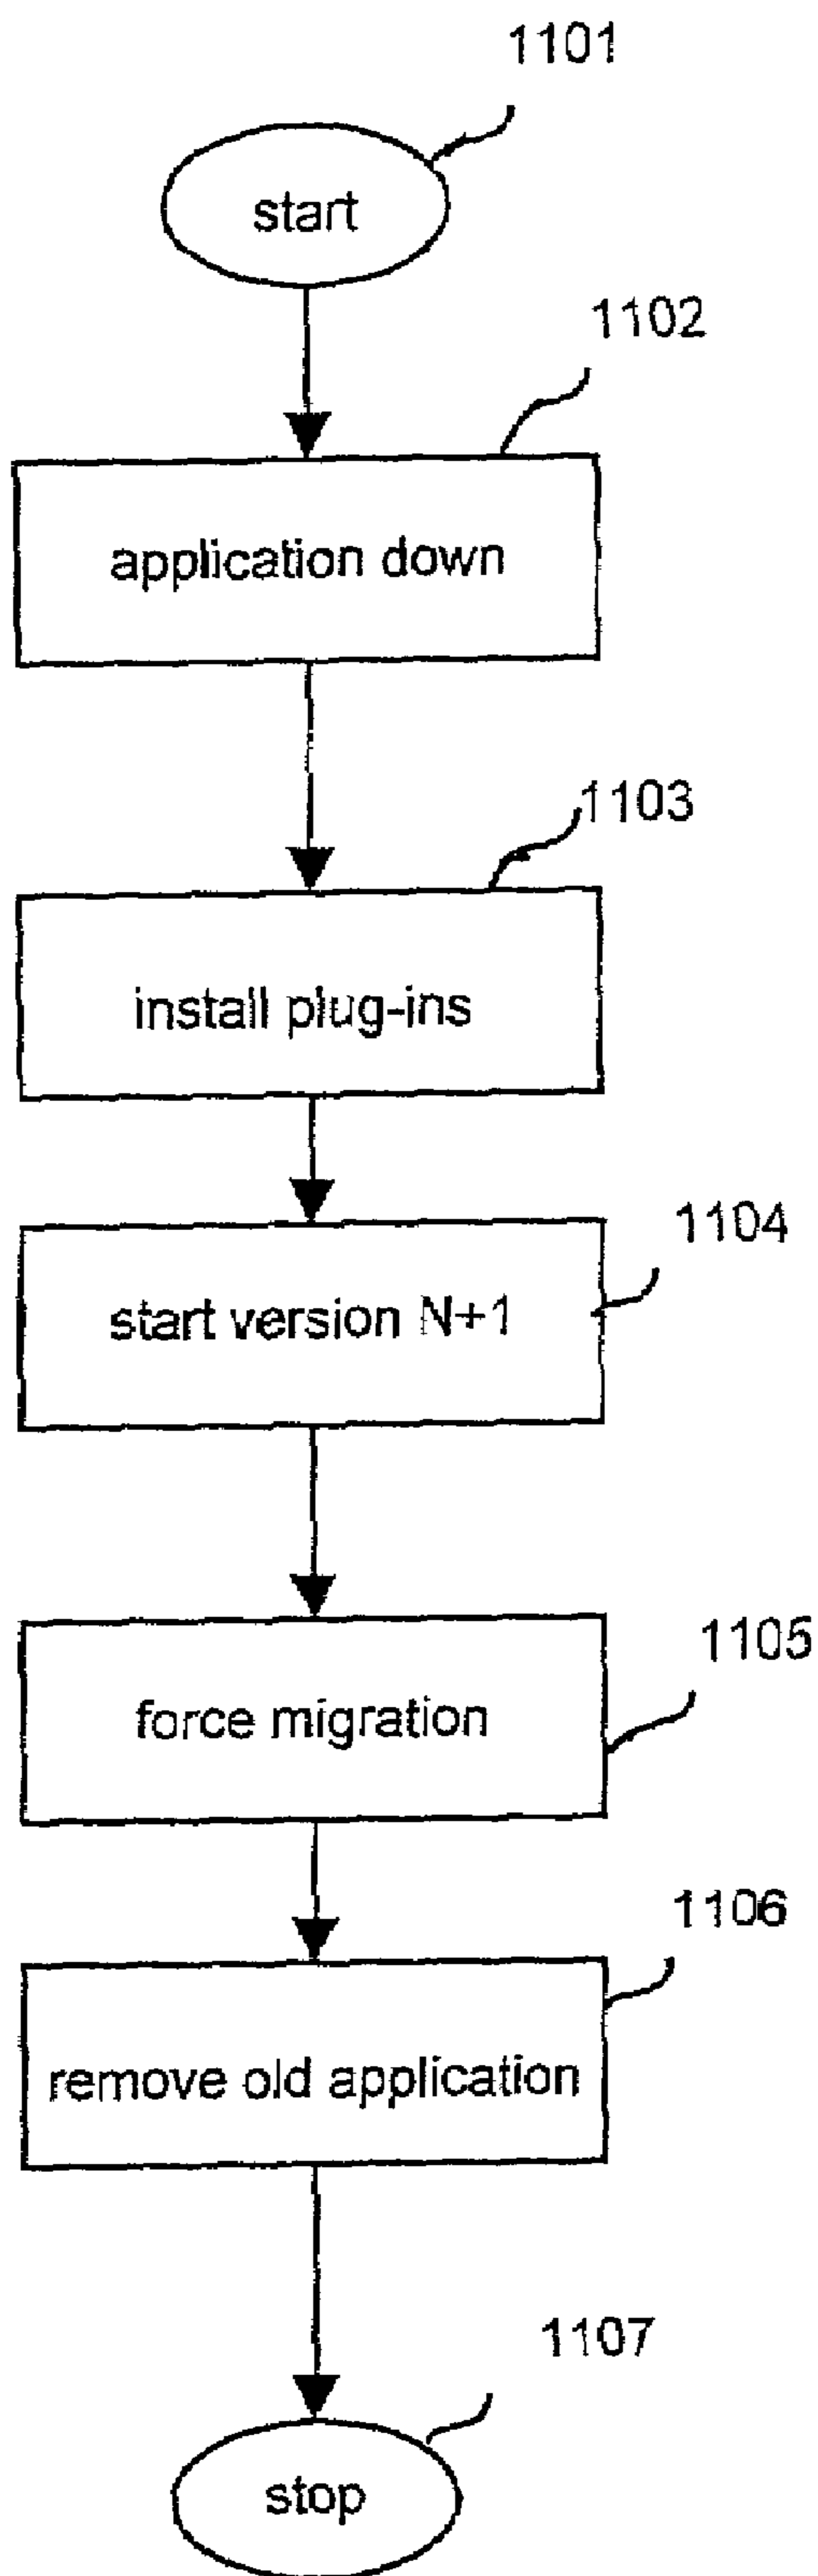 1101
start
1102
application down
1103
install plug-ins
1104
start version N+1
1105
force migration
1106
remove old application
1107
stop